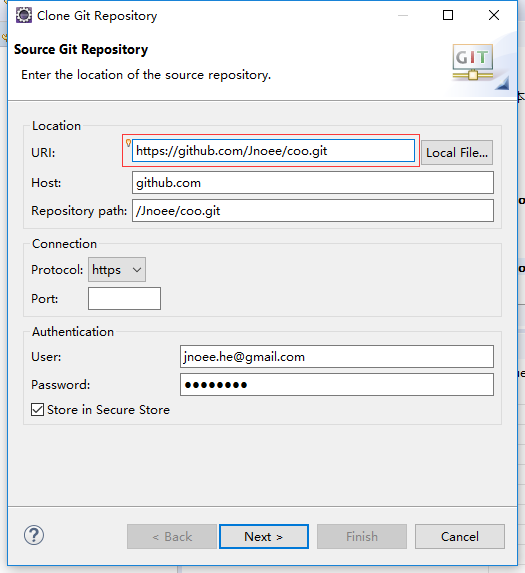 Clone Git Repository
Source Git Repository
Enter the location of the source repository.
GIT
Location
URI: https://github.com/Jnoee/coo.git Local File...
Host: github.com
Repository path: /Jnoee/coo.git
Connection
Protocol: https
Port:
Authentication
User: jnoee.he@gmail.com
Password: ●●●●●●●●
Store in Secure Store
? < Back Next > Finish Cancel
本